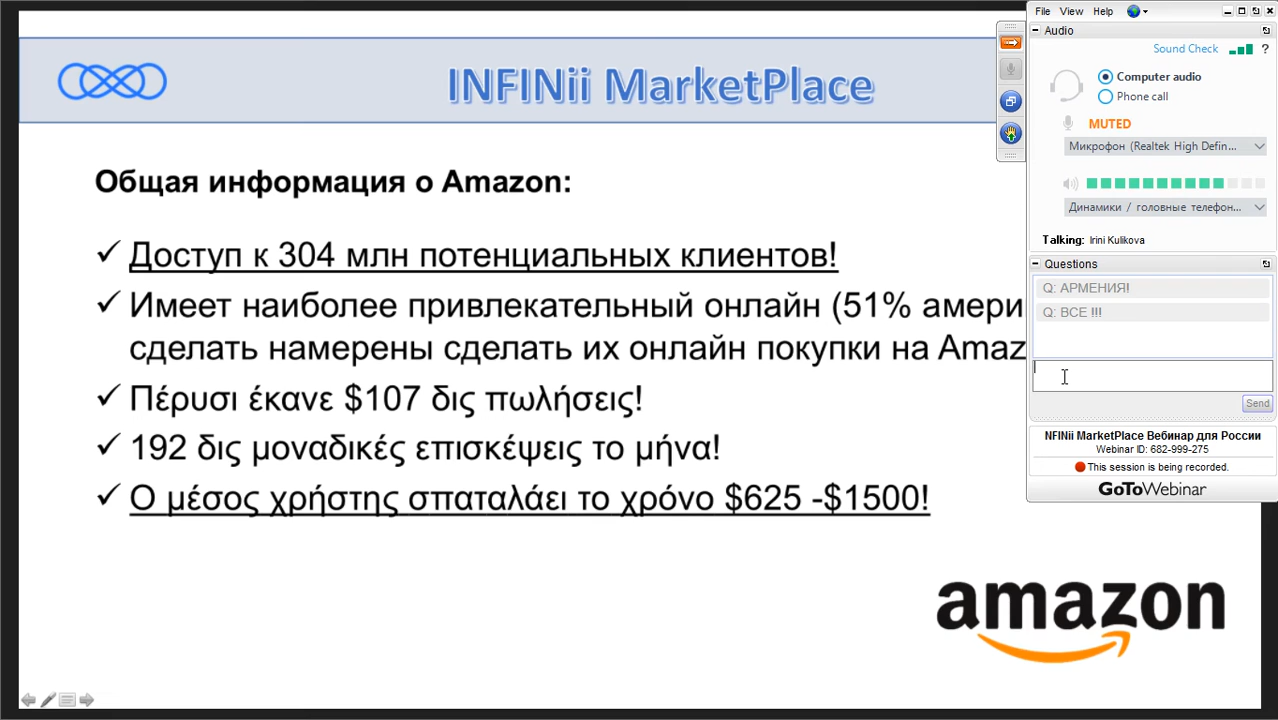 INFINii MarketPlace
Общая информация о Amazon:
Доступ к 304 млн потенциальных клиентов!
Имеет наиболее привлекательный онлайн (51% амери
сделать намерены сделать их онлайн покупки на Amaz
Πέρυσι έκανε $107 δις πωλήσεις!
192 δις μοναδικές επισκέψεις το μήνα!
Ο μέσος χρήστης σπαταλάει το χρόνο $625 -$1500!
amazon
File View Help
Audio
Sound Check ?
Computer audio
Phone call
MUTED
Микрофон (Realtek High Defin...
Динамики / головные телефон...
Talking: Irini Kulikova
Questions
Q: АРМЕНИЯ!
Q: ВСЕ !!!
Send
NFINii MarketPlace Вебинар для России
Webinar ID: 682-999-275
This session is being recorded.
GoToWebinar